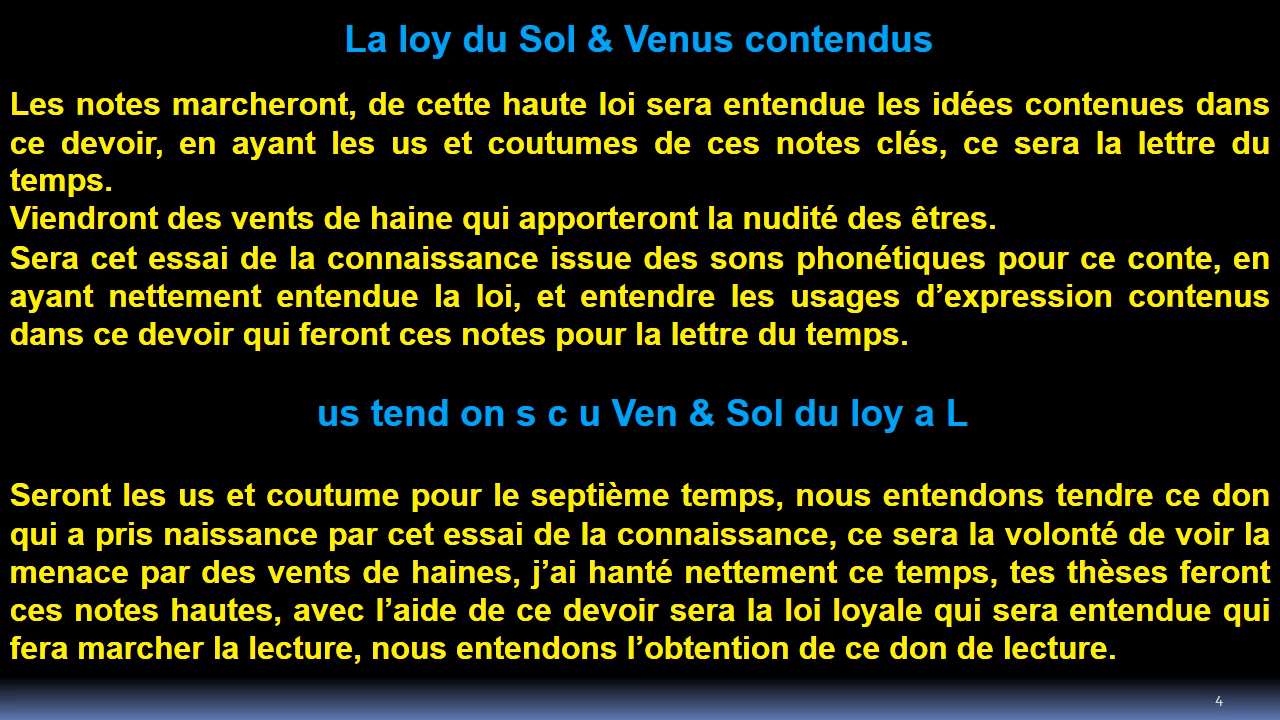 La loy du Sol & Venus contendus
Les notes marcheront, de cette haute loi sera entendue les idées contenues dans
ce devoir, en ayant les us et coutumes de ces notes clés, ce sera la lettre du
temps.
Viendront des vents de haine qui apporteront la nudité des êtres.
Sera cet essai de la connaissance issue des sons phonétiques pour ce conte, en
ayant nettement entendue la loi, et entendre les usages d’expression contenus
dans ce devoir qui feront ces notes pour la lettre du temps.
us tend on s c u Ven & Sol du loy a L
Seront les us et coutume pour le septième temps, nous entendons tendre ce don
qui a pris naissance par cet essai de la connaissance, ce sera la volonté de voir la
menace par des vents de haines, j’ai hanté nettement ce temps, tes thèses feront
ces notes hautes, avec l’aide de ce devoir sera la loi loyale qui sera entendue qui
fera marcher la lecture, nous entendons l’obtention de ce don de lecture.
4